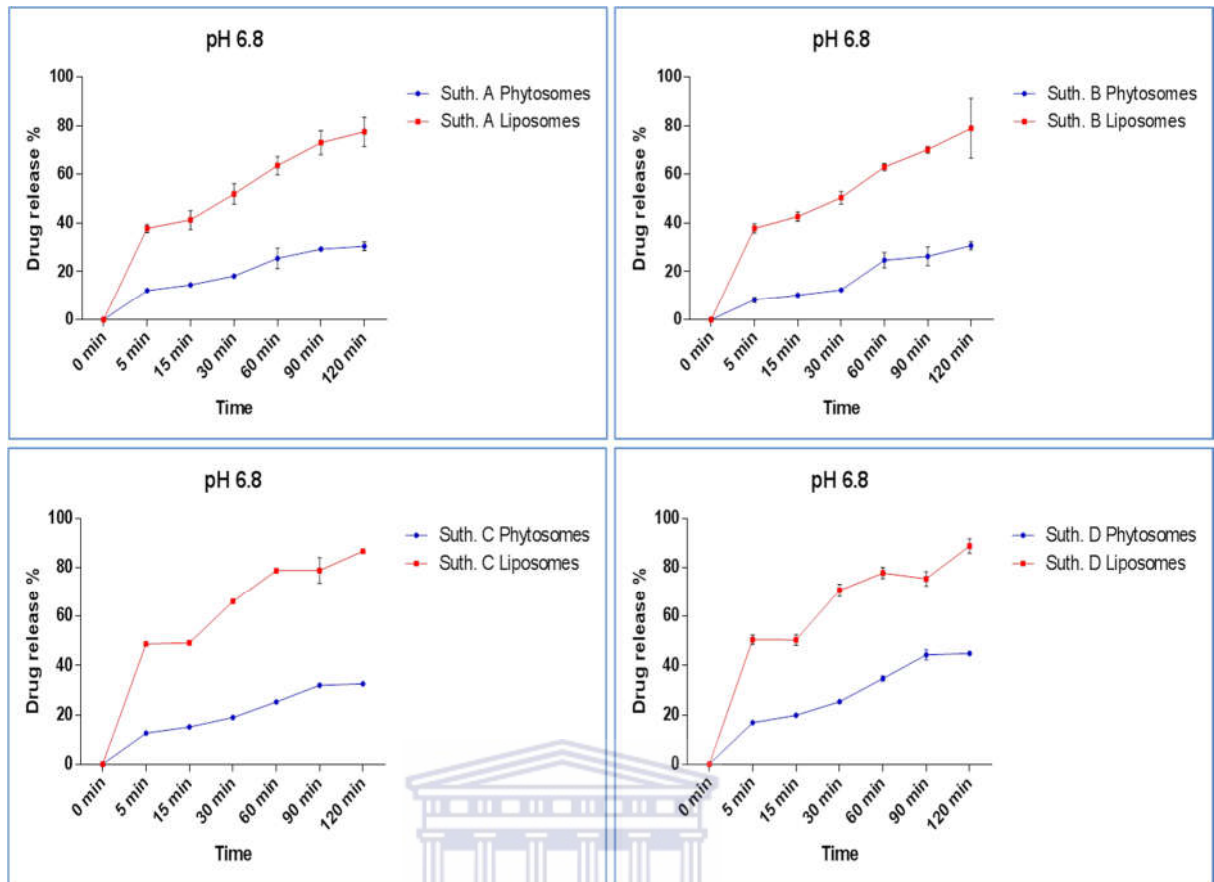 pH 6.8
Suth. A Phytosomes
Suth. A Liposomes
Drug release %
100
80
60
40
20
0
0 min
5 min
15 min
30 min
60 min
90 min
120 min
Time
pH 6.8
Suth. B Phytosomes
Suth. B Liposomes
Drug release %
100
80
60
40
20
0
0 min
5 min
15 min
30 min
60 min
90 min
120 min
Time
pH 6.8
Suth. C Phytosomes
Suth. C Liposomes
Drug release %
100
80
60
40
20
0
0 min
5 min
15 min
30 min
60 min
90 min
120 min
Time
pH 6.8
Suth. D Phytosomes
Suth. D Liposomes
Drug release %
100
80
60
40
20
0
0 min
5 min
15 min
30 min
60 min
90 min
120 min
Time